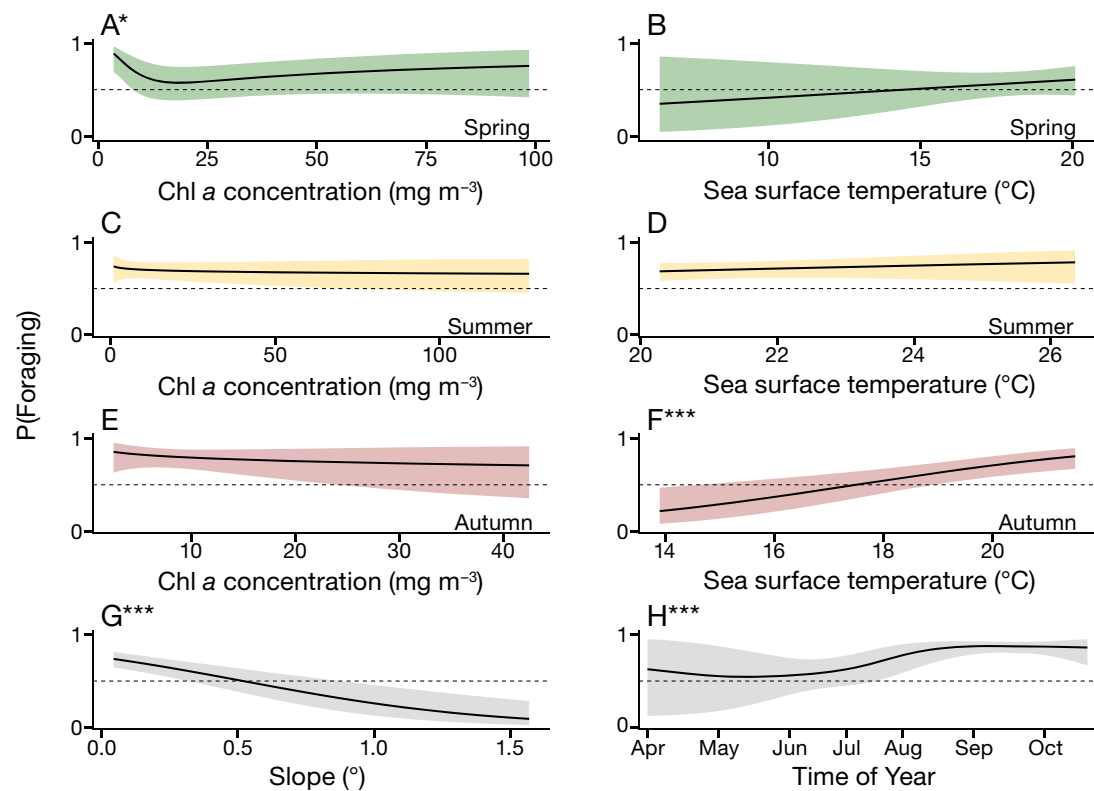 A*
1
0
Spring
0 25 50 75 100
Chl a concentration (mg m⁻³)
B
1
0
Spring
10 15 20
Sea surface temperature (°C)
C
1
0
Summer
0 50 100
Chl a concentration (mg m⁻³)
D
1
0
Summer
20 22 24 26
Sea surface temperature (°C)
P(Foraging)
E
1
0
Autumn
10 20 30 40
Chl a concentration (mg m⁻³)
F***
1
0
Autumn
14 16 18 20
Sea surface temperature (°C)
G***
1
0
0.0 0.5 1.0 1.5
Slope (°)
H***
1
0
Apr May Jun Jul Aug Sep Oct
Time of Year